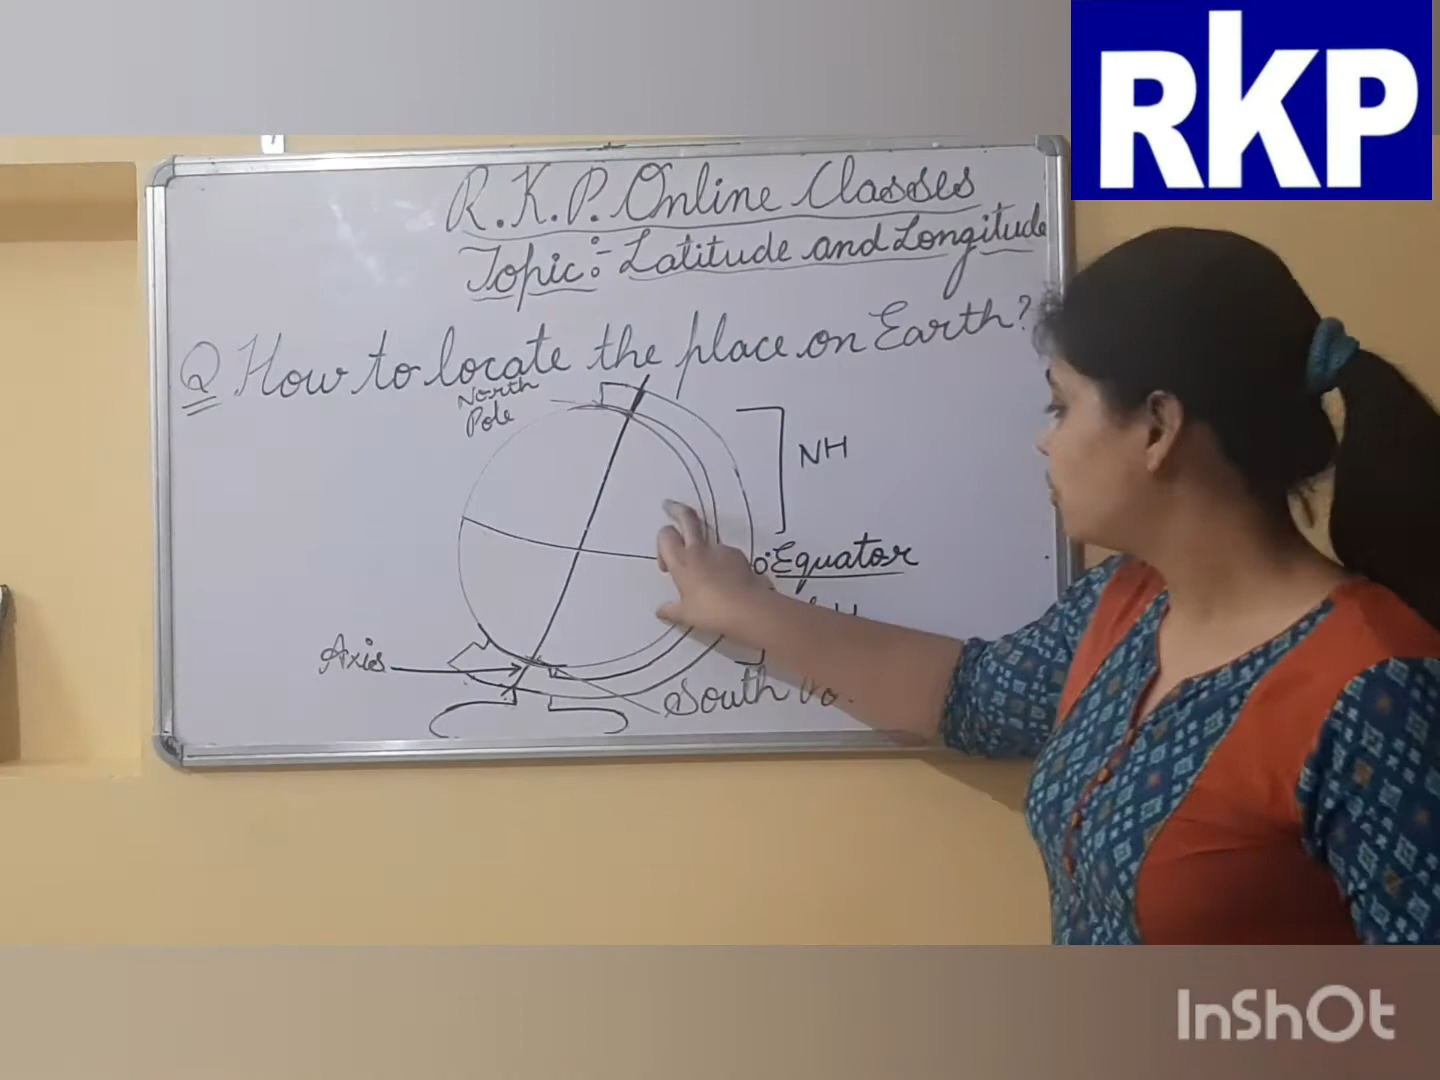 RKP
R.K.P. Online Classes
Topic:- Latitude and Longitude
Q How to locate the place on Earth?
North
Pole
NH
0° Equator
Axis
South
InShOt